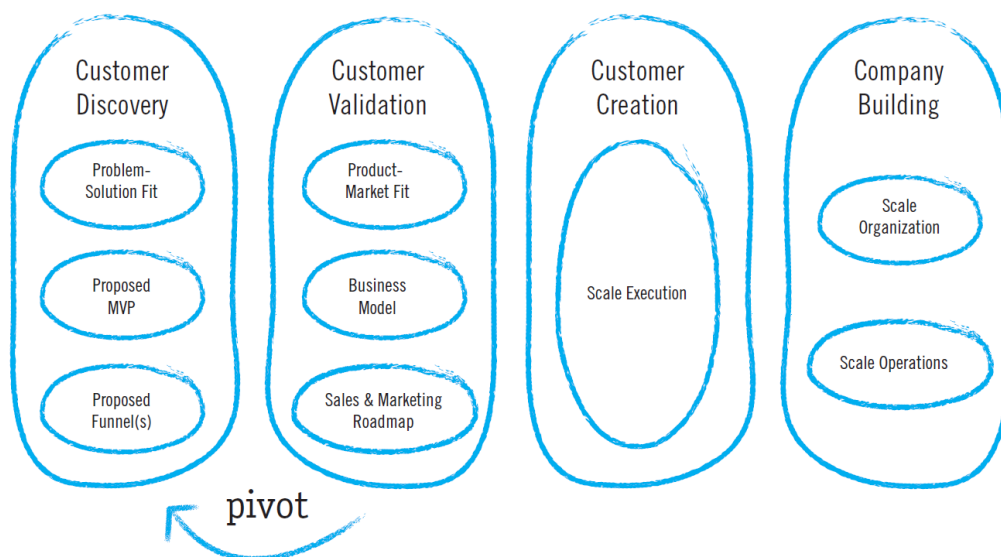 Customer
Discovery
Problem-
Solution Fit
Proposed
MVP
Proposed
Funnel(s)
Customer
Validation
Product-
Market Fit
Business
Model
Sales & Marketing
Roadmap
Customer
Creation
Scale Execution
Company
Building
Scale
Organization
Scale Operations
pivot